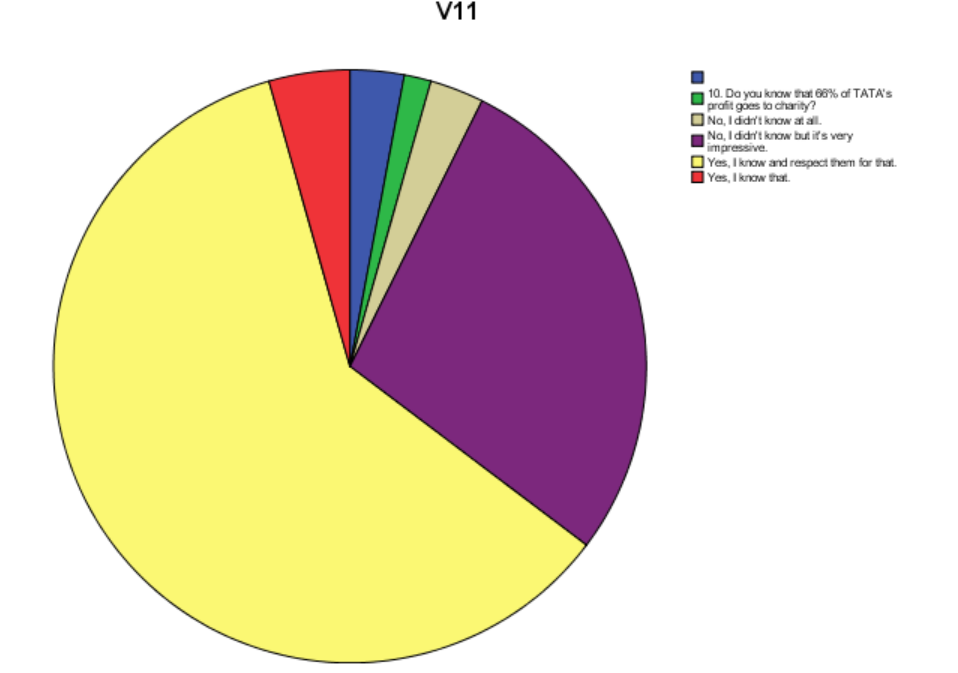 V11
10. Do you know that 66% of TATA's
profit goes to charity?
No, I didn't know at all.
No, I didn't know but it's very
impressive.
Yes, I know and respect them for that.
Yes, I know that.